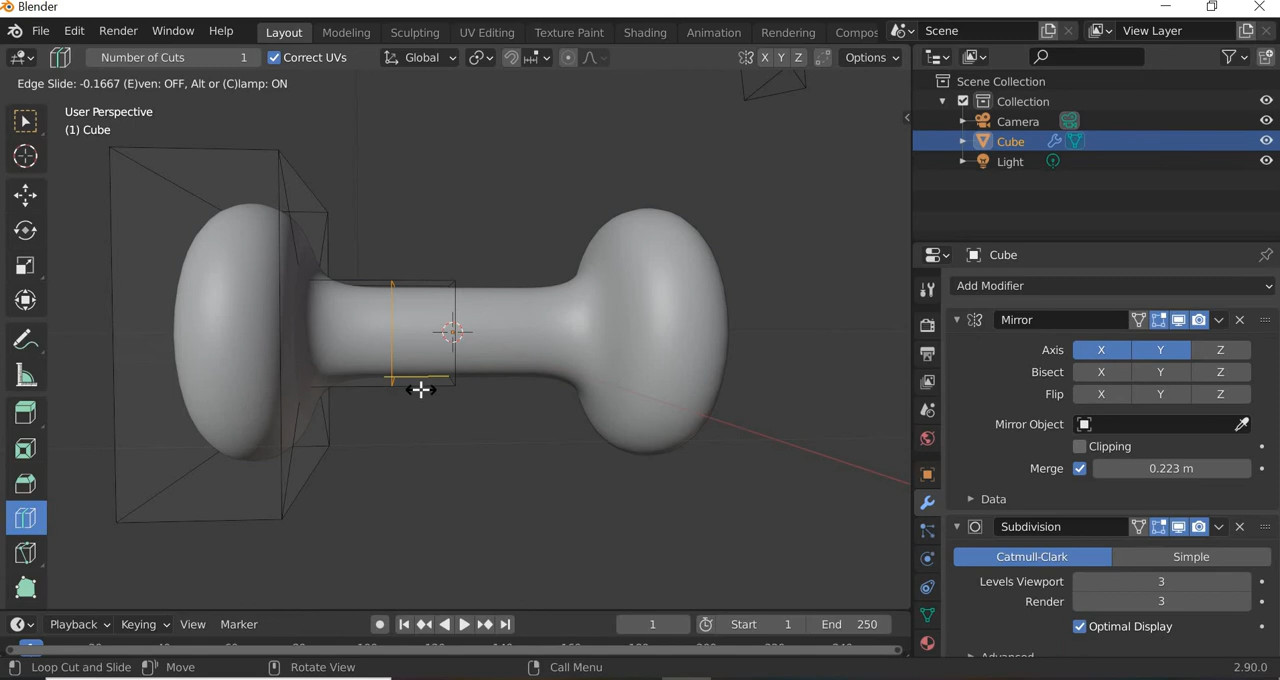 Blender
File Edit Render Window Help Layout Modeling Sculpting UV Editing Texture Paint Shading Animation Rendering Compos Scene View Layer
Number of Cuts 1 Correct UVs Global X Y Z Options
Edge Slide: -0.1667 (E)ven: OFF, Alt or (C)lamp: ON
User Perspective
(1) Cube
Scene Collection
Collection
Camera
Cube
Light
Cube
Add Modifier
Mirror
Axis X Y Z
Bisect X Y Z
Flip X Y Z
Mirror Object
Clipping
Merge 0.223 m
Data
Subdivision
Catmull-Clark Simple
Levels Viewport 3
Render 3
Optimal Display
Playback Keying View Marker 1 Start 1 End 250
Loop Cut and Slide Move Rotate View Call Menu 2.90.0